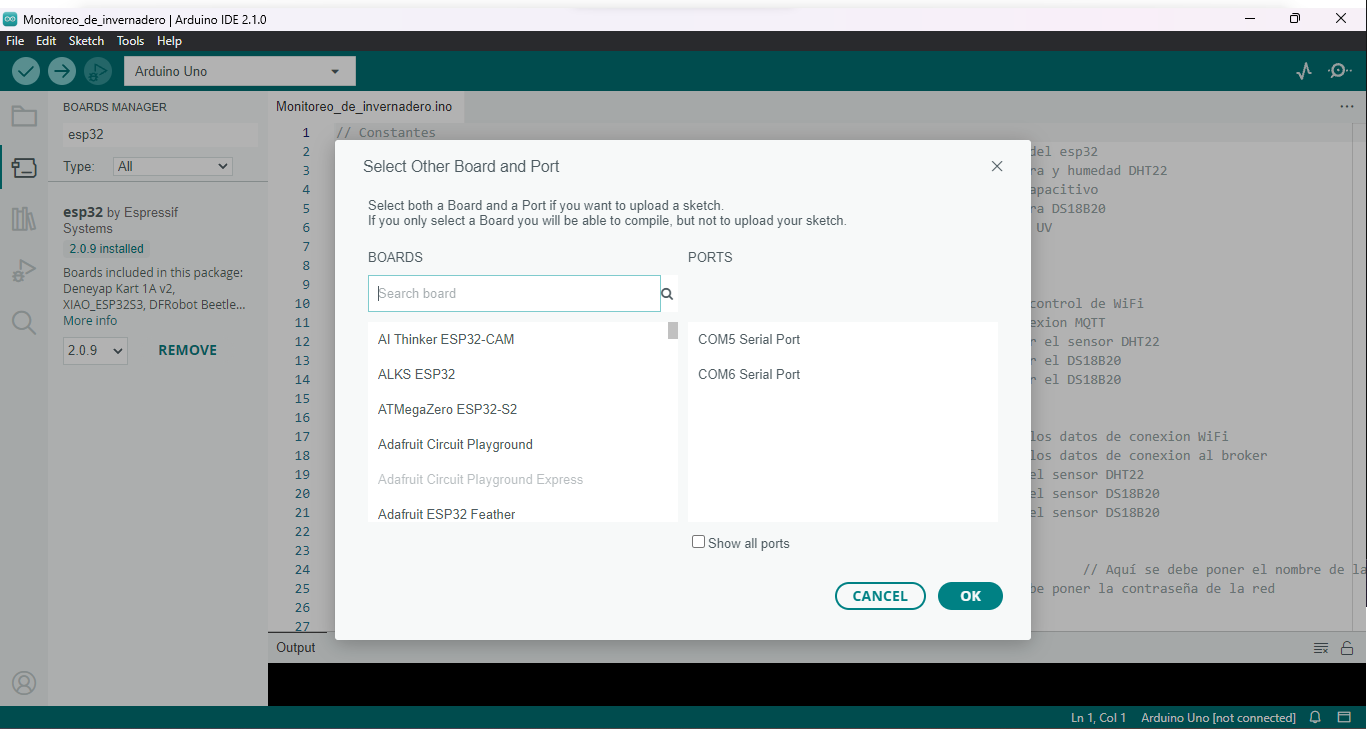 Monitoreo_de_invernadero | Arduino IDE 2.1.0
File Edit Sketch Tools Help
Arduino Uno
BOARDS MANAGER
esp32
Type: All
esp32 by Espressif
Systems
2.0.9 installed
Boards included in this package:
Deneyap Kart 1A v2,
XIAO_ESP32S3, DFRobot Beetle...
More info
2.0.9 REMOVE
Monitoreo_de_invernadero.ino
1 // Constantes
2 del esp32
3 ra y humedad DHT22
4 apacitivo
5 ra DS18B20
6 UV
7
8
9
10 control de WiFi
11 exion MQTT
12 r el sensor DHT22
13 r el DS18B20
14 r el DS18B20
15
16
17 los datos de conexion WiFi
18 los datos de conexion al broker
19 el sensor DHT22
20 el sensor DS18B20
21 el sensor DS18B20
22
23
24 // Aquí se debe poner el nombre de la
25 be poner la contraseña de la red
26
27
Select Other Board and Port
Select both a Board and a Port if you want to upload a sketch.
If you only select a Board you will be able to compile, but not to upload your sketch.
BOARDS PORTS
Search board
AI Thinker ESP32-CAM
ALKS ESP32
ATMegaZero ESP32-S2
Adafruit Circuit Playground
Adafruit Circuit Playground Express
Adafruit ESP32 Feather
COM5 Serial Port
COM6 Serial Port
Show all ports
CANCEL OK
Output
Ln 1, Col 1 Arduino Uno [not connected]